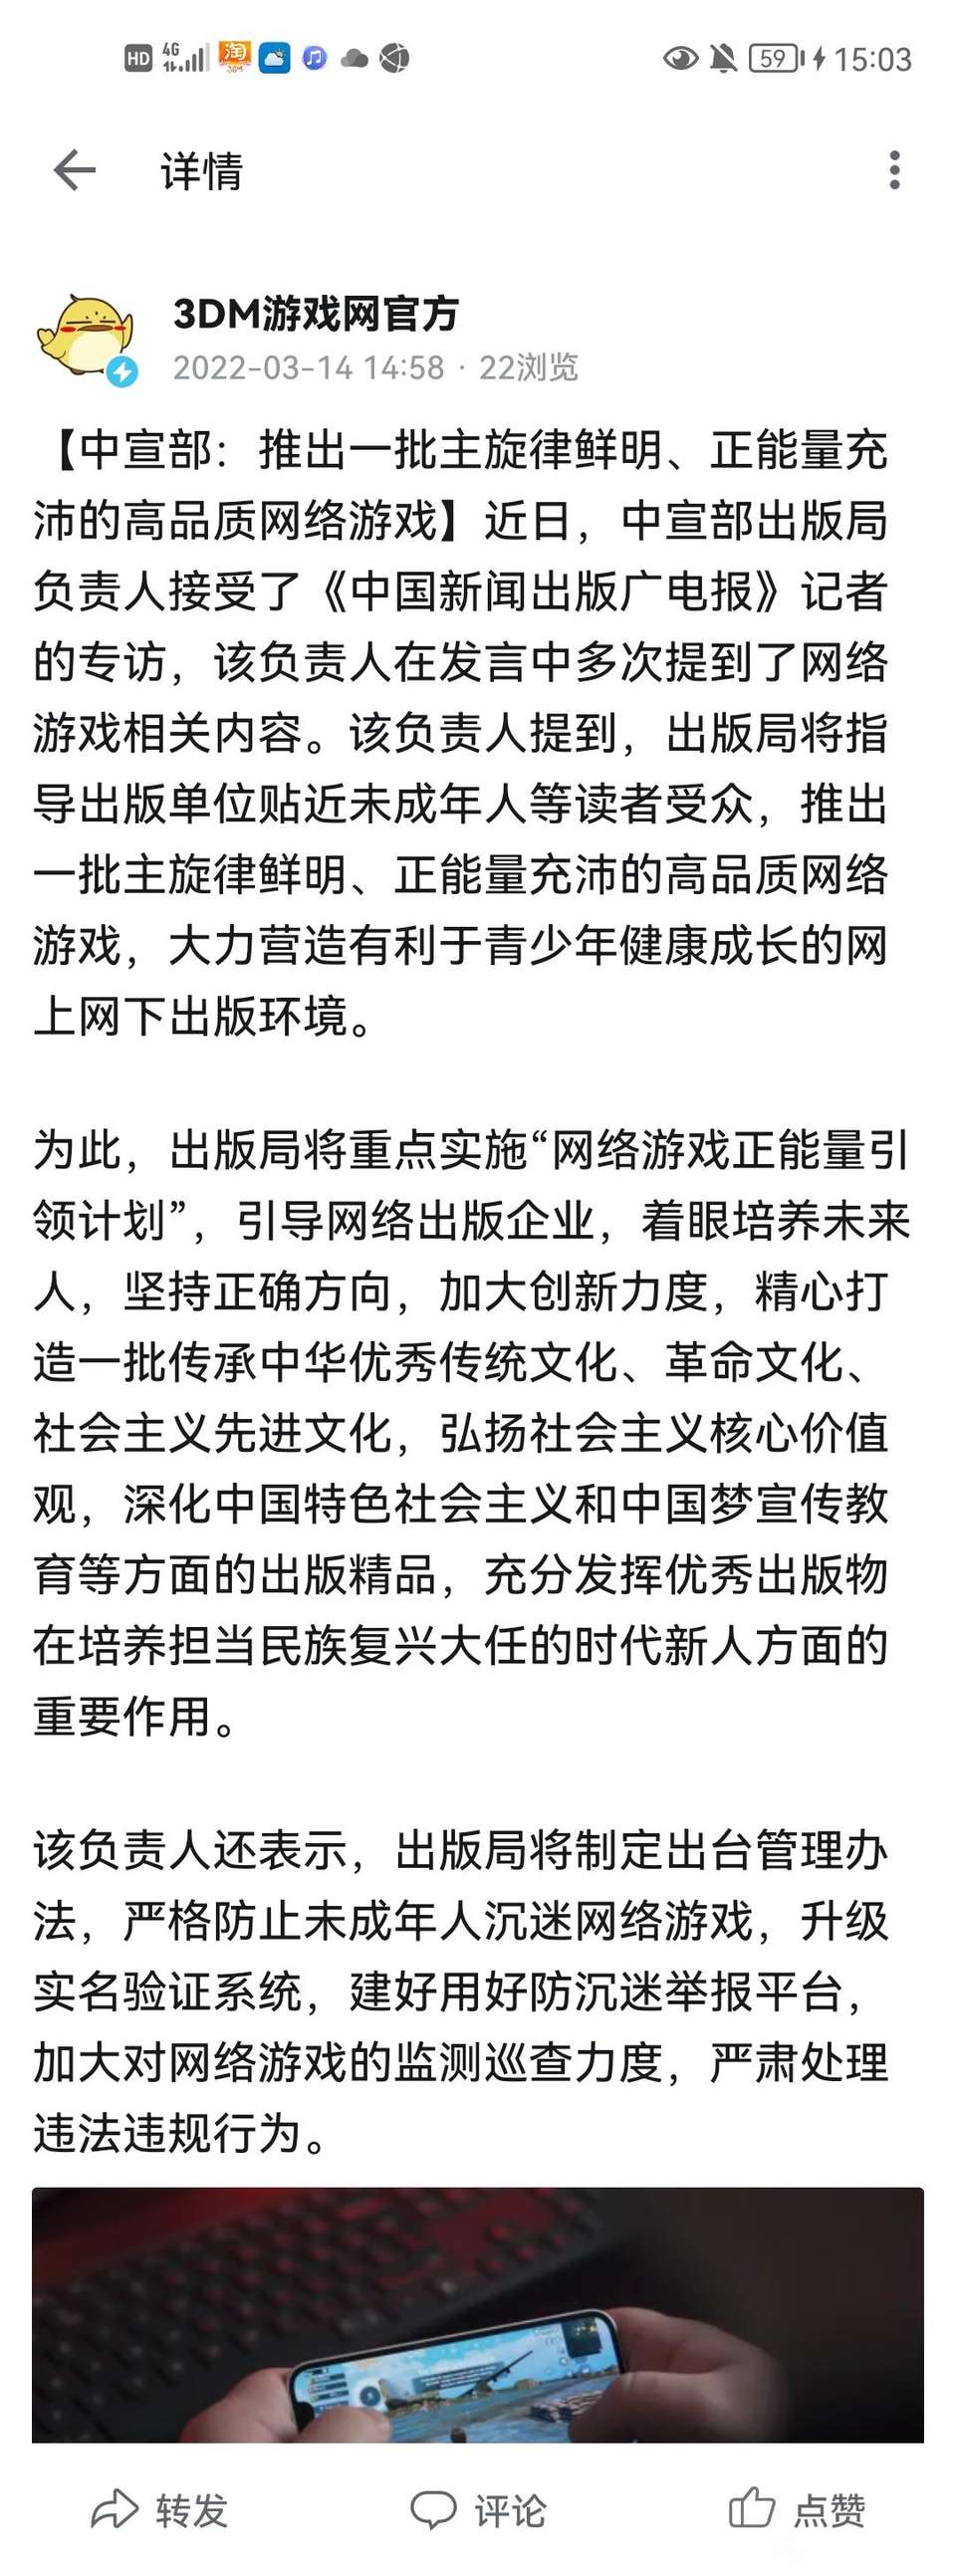 HD 4G 淘 59 15:03
详情
3DM游戏网官方
2022-03-14 14:58 · 22浏览
【中宣部：推出一批主旋律鲜明、正能量充
沛的高品质网络游戏】近日，中宣部出版局
负责人接受了《中国新闻出版广电报》记者
的专访，该负责人在发言中多次提到了网络
游戏相关内容。该负责人提到，出版局将指
导出版单位贴近未成年人等读者受众，推出
一批主旋律鲜明、正能量充沛的高品质网络
游戏，大力营造有利于青少年健康成长的网
上网下出版环境。
为此，出版局将重点实施“网络游戏正能量引
领计划”，引导网络出版企业，着眼培养未来
人，坚持正确方向，加大创新力度，精心打
造一批传承中华优秀传统文化、革命文化、
社会主义先进文化，弘扬社会主义核心价值
观，深化中国特色社会主义和中国梦宣传教
育等方面的出版精品，充分发挥优秀出版物
在培养担当民族复兴大任的时代新人方面的
重要作用。
该负责人还表示，出版局将制定出台管理办
法，严格防止未成年人沉迷网络游戏，升级
实名验证系统，建好用好防沉迷举报平台，
加大对网络游戏的监测巡查力度，严肃处理
违法违规行为。
转发 评论 点赞